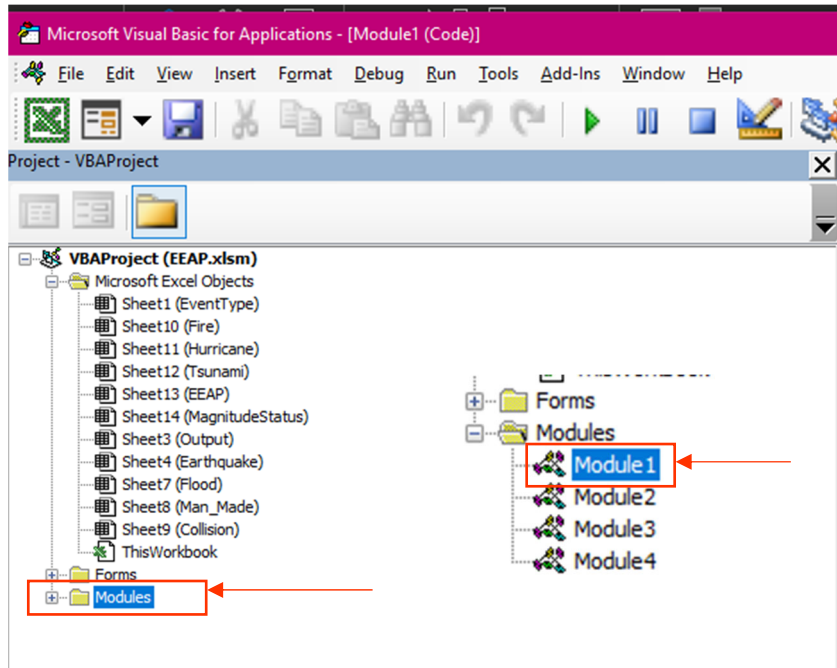 Microsoft Visual Basic for Applications - [Module1 (Code)]
File Edit View Insert Format Debug Run Tools Add-Ins Window Help
Project - VBAProject
VBAProject (EEAP.xlsm)
Microsoft Excel Objects
Sheet1 (EventType)
Sheet10 (Fire)
Sheet11 (Hurricane)
Sheet12 (Tsunami)
Sheet13 (EEAP)
Sheet14 (MagnitudeStatus)
Sheet3 (Output)
Sheet4 (Earthquake)
Sheet7 (Flood)
Sheet8 (Man_Made)
Sheet9 (Collision)
ThisWorkbook
Forms
Modules
Forms
Modules
Module1
Module2
Module3
Module4